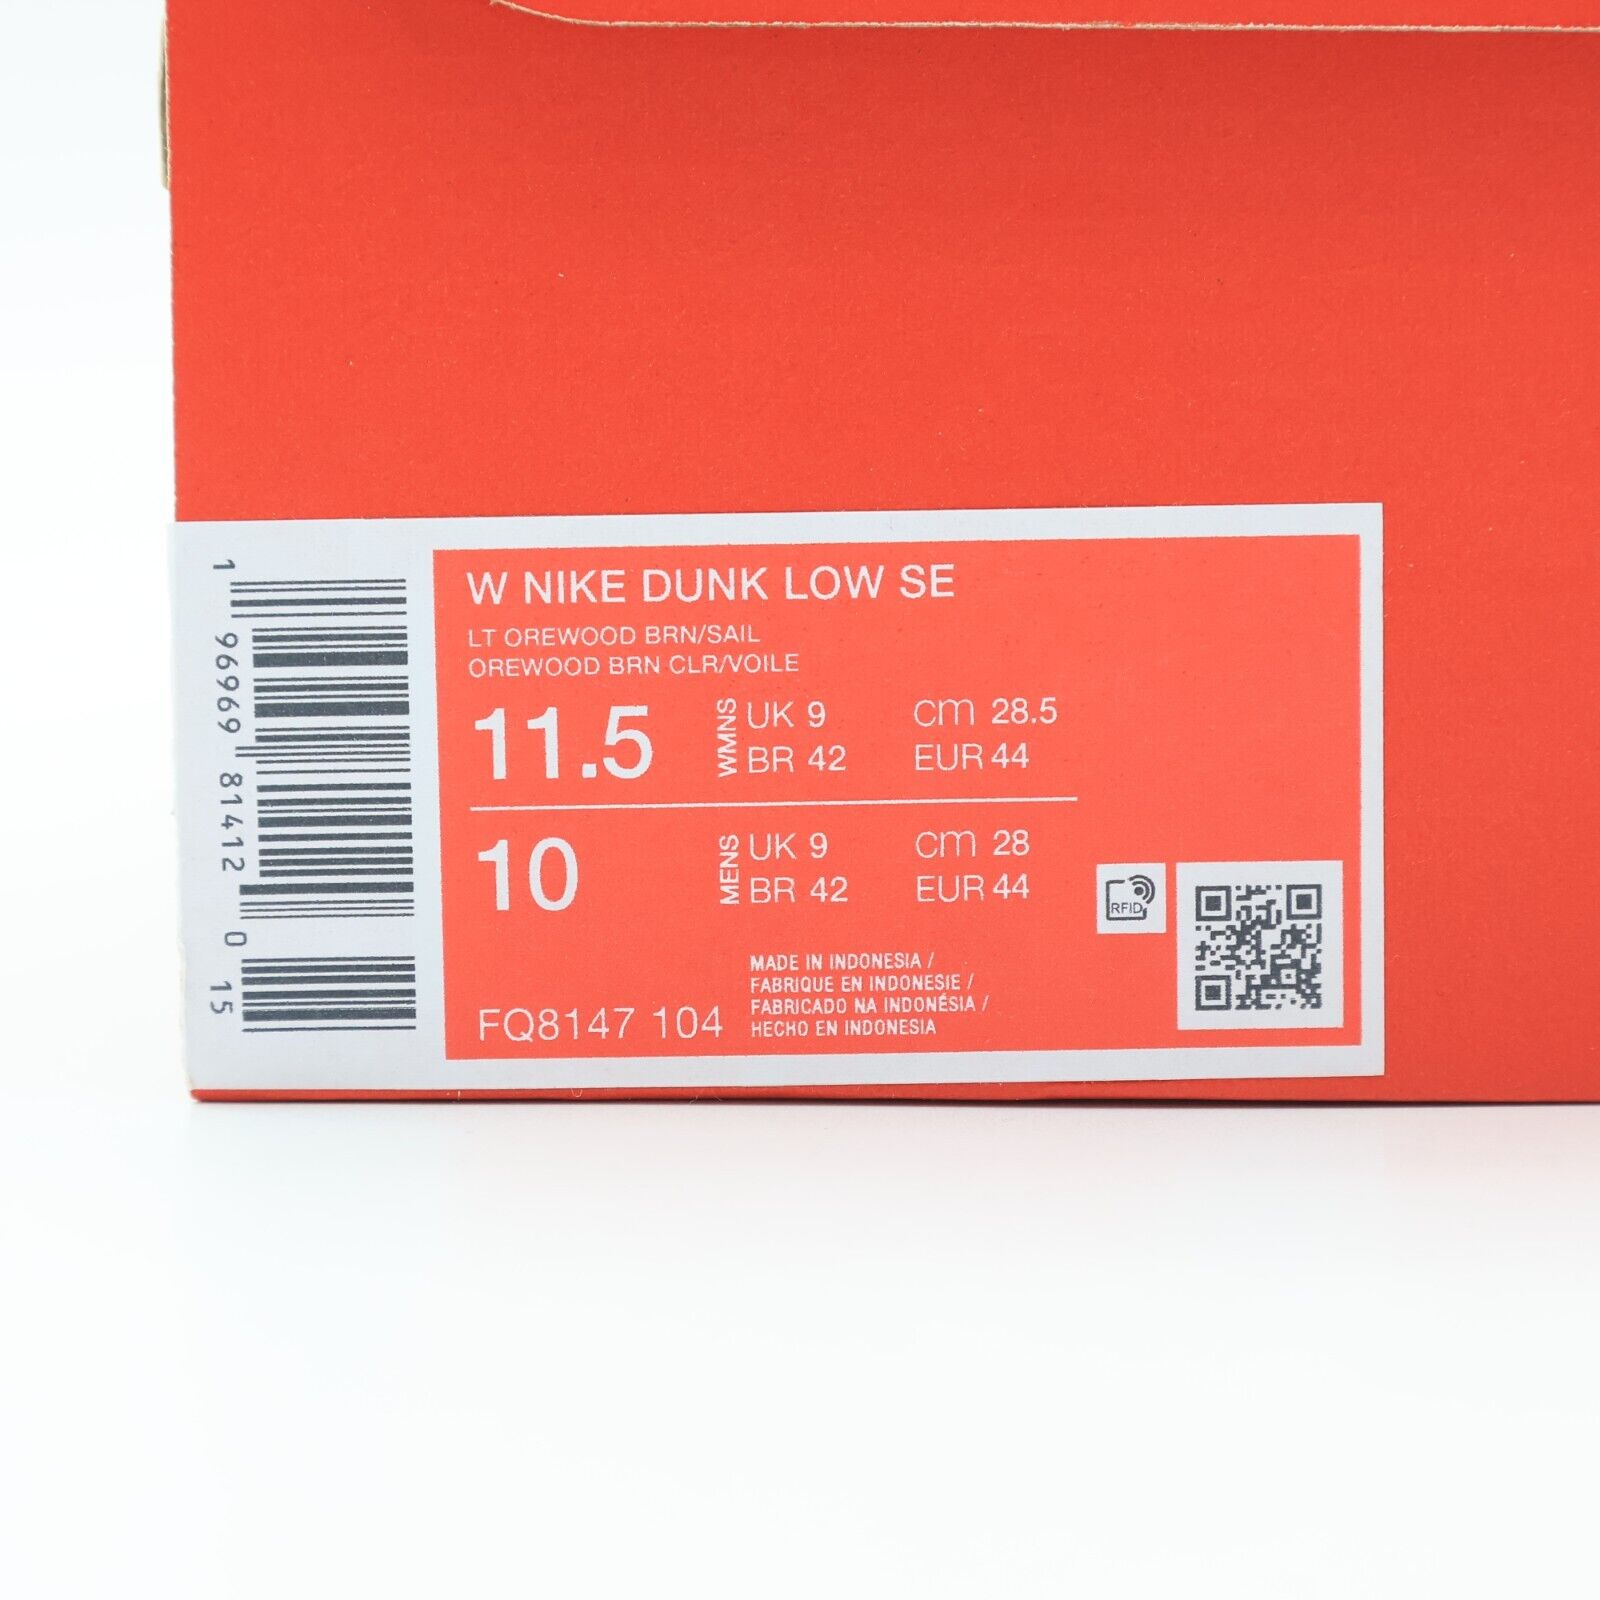 W NIKE DUNK LOW SE
LT OREWOOD BRN/SAIL
OREWOOD BRN CLR/VOILE
11.5 WMNS UK 9 cm 28.5
BR 42 EUR 44
10 MENS UK 9 cm 28
BR 42 EUR 44
RFID
MADE IN INDONESIA /
FABRIQUE EN INDONESIE /
FABRICADO NA INDONÉSIA /
HECHO EN INDONESIA
FQ8147 104
1 96969 81412 0 15